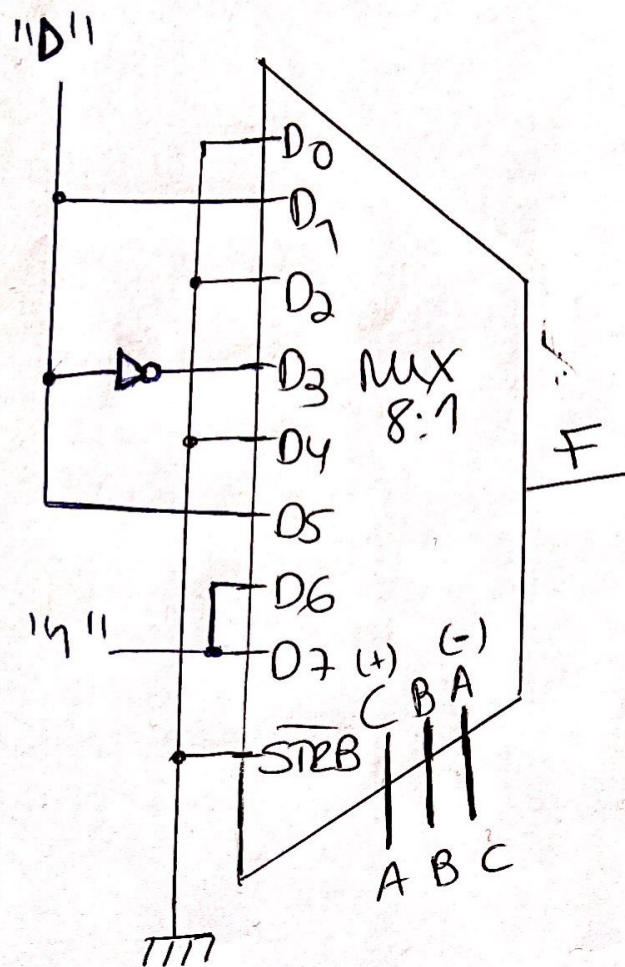 "D"
D0
D1
D2
D3
MUX
8:1
D4
F
D5
D6
"1"
D7
(+)
(-)
C B A
STRB
A B C